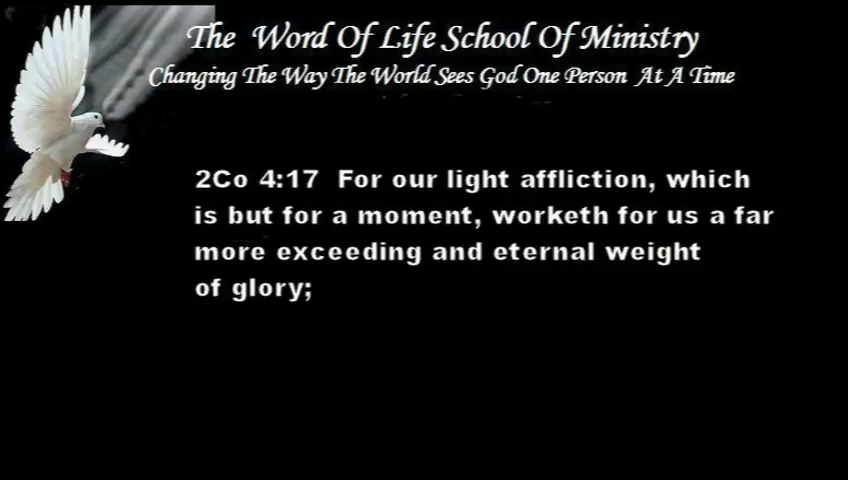 The Word Of Life School Of Ministry
Changing The Way The World Sees God One Person At A Time
2Co 4:17 For our light affliction, which
is but for a moment, worketh for us a far
more exceeding and eternal weight
of glory;